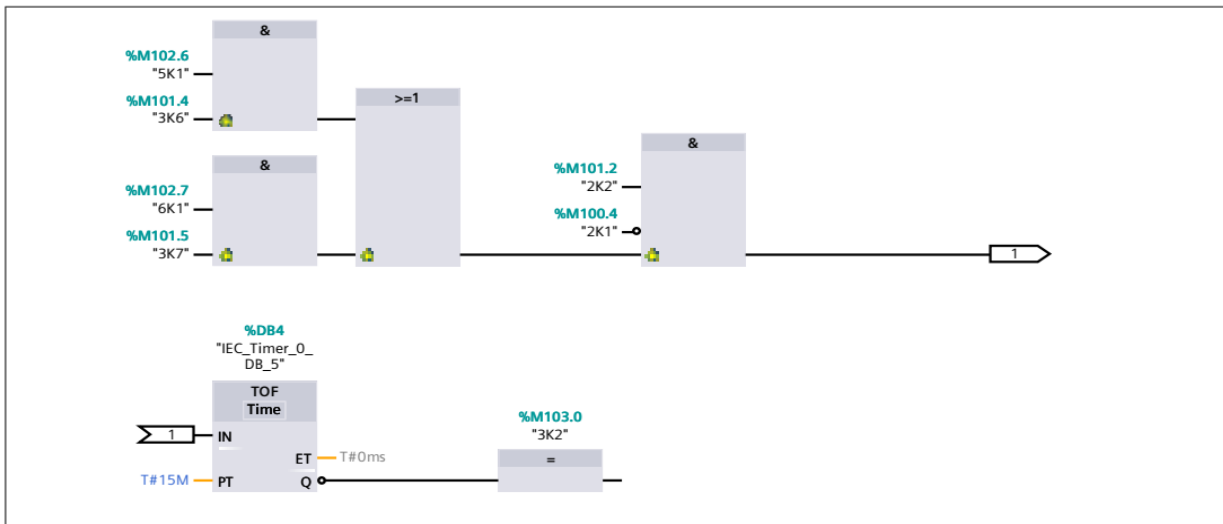 &
%M102.6
"5K1"
%M101.4
"3K6"
>=1
&
%M102.7
"6K1"
%M101.5
"3K7"
&
%M101.2
"2K2"
%M100.4
"2K1"
1
%DB4
"IEC_Timer_0_
DB_5"
TOF
Time
1
IN
ET
T#0ms
T#15M
PT
Q
%M103.0
"3K2"
=